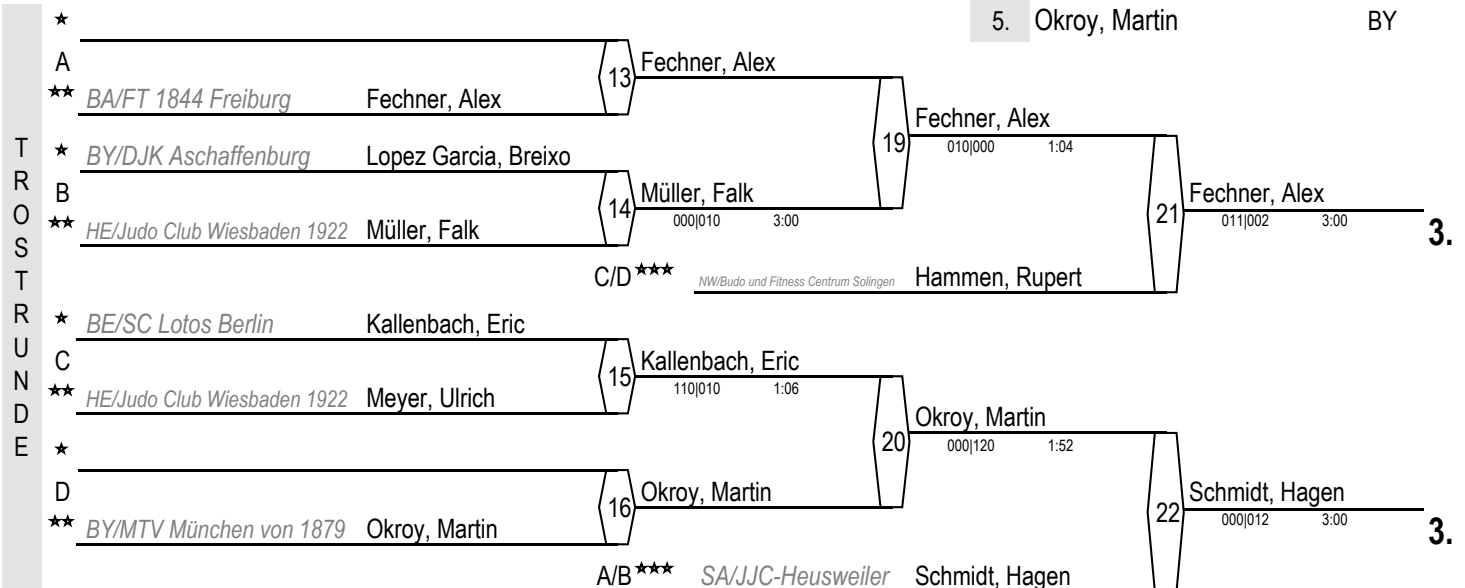 TROSTRUNDE
5. Okroy, Martin BY
★
A
★★ BA/FT 1844 Freiburg Fechner, Alex
13 Fechner, Alex
★ BY/DJK Aschaffenburg Lopez Garcia, Breixo
B
★★ HE/Judo Club Wiesbaden 1922 Müller, Falk
14 Müller, Falk
000|010 3:00
19 Fechner, Alex
010|000 1:04
C/D ★★★ NW/Budo und Fitness Centrum Solingen Hammen, Rupert
21 Fechner, Alex
011|002 3:00
3.
★ BE/SC Lotos Berlin Kallenbach, Eric
C
★★ HE/Judo Club Wiesbaden 1922 Meyer, Ulrich
15 Kallenbach, Eric
110|010 1:06
★
D
★★ BY/MTV München von 1879 Okroy, Martin
16 Okroy, Martin
20 Okroy, Martin
000|120 1:52
A/B ★★★ SA/JJC-Heusweiler Schmidt, Hagen
22 Schmidt, Hagen
000|012 3:00
3.